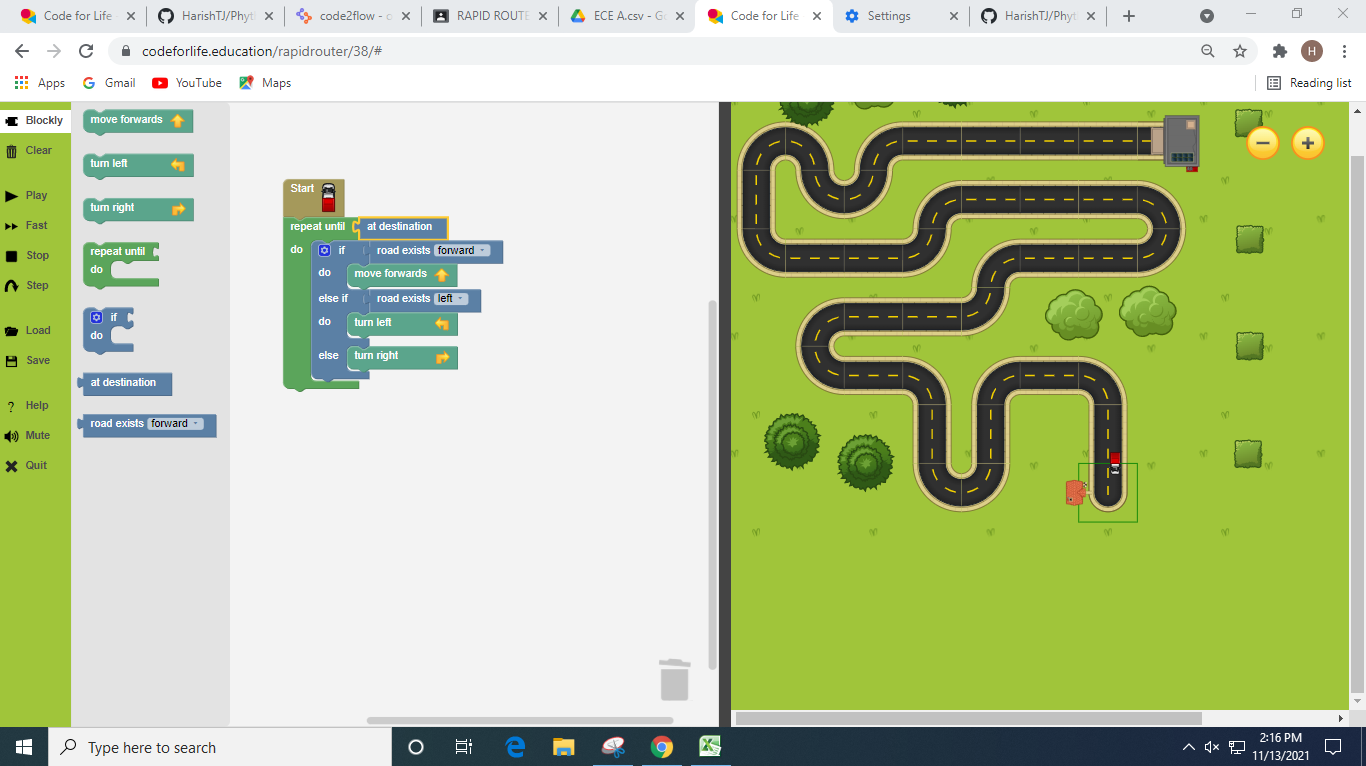 Code for Life
HarishTJ/Phyt
code2flow - c
RAPID ROUTE
ECE A.csv - Go
Code for Life
Settings
HarishTJ/Phyt
codeforlife.education/rapidrouter/38/#
H
Apps
Gmail
YouTube
Maps
Reading list
Blockly
Clear
Play
Fast
Stop
Step
Load
Save
? Help
Mute
Quit
move forwards
turn left
turn right
repeat until
do
if
do
at destination
road exists forward
Start
repeat until at destination
do if road exists forward
do move forwards
else if road exists left
do turn left
else turn right
Type here to search
2:16 PM
11/13/2021